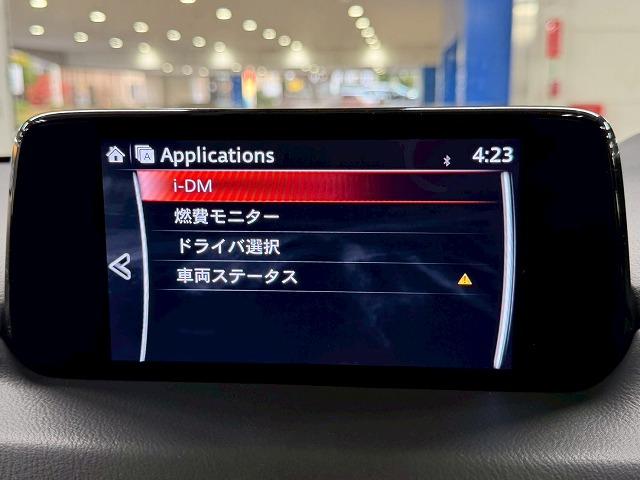 A Applications 4:23
i-DM
燃費モニター
ドライバ選択
車両ステータス